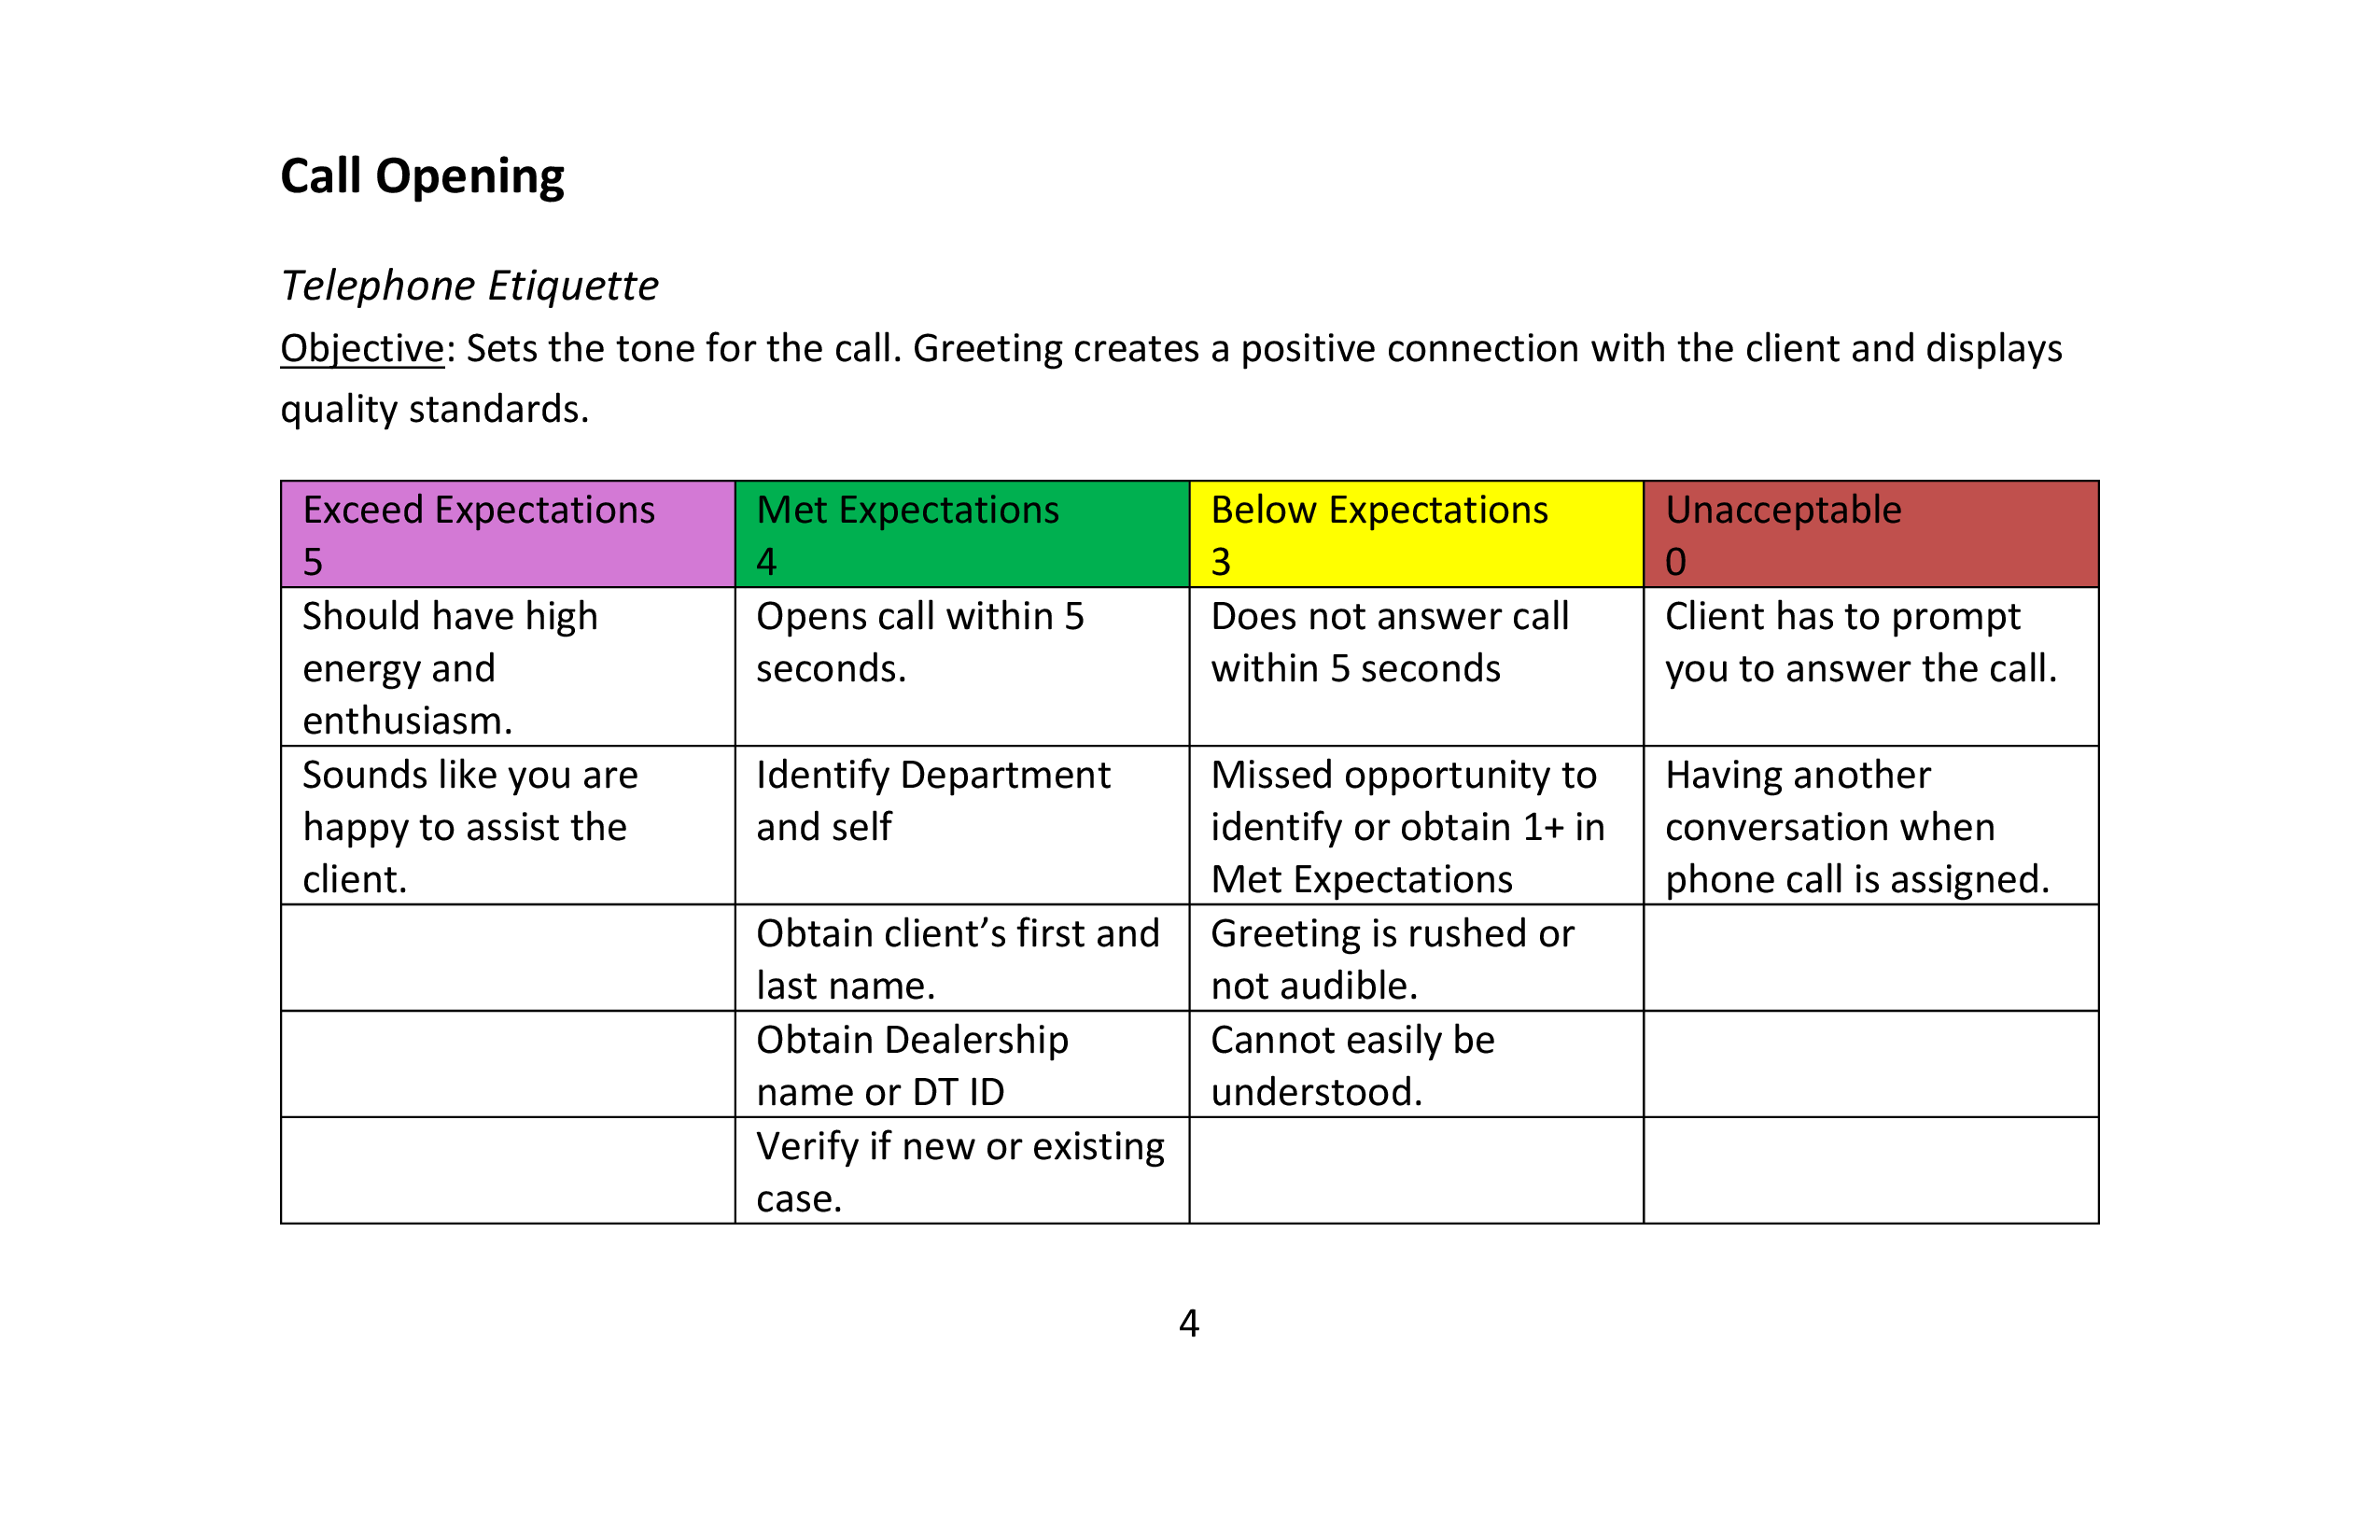 Call Opening
Telephone Etiquette
Objective: Sets the tone for the call. Greeting creates a positive connection with the client and displays
quality standards.
Exceed Expectations
5
Met Expectations
4
Below Expectations
3
Unacceptable
0
Should have high
energy and
enthusiasm.
Opens call within 5
seconds.
Does not answer call
within 5 seconds
Client has to prompt
you to answer the call.
Sounds like you are
happy to assist the
client.
Identify Department
and self
Missed opportunity to
identify or obtain 1+ in
Met Expectations
Having another
conversation when
phone call is assigned.
Obtain client’s first and
last name.
Greeting is rushed or
not audible.
Obtain Dealership
name or DT ID
Cannot easily be
understood.
Verify if new or existing
case.
4